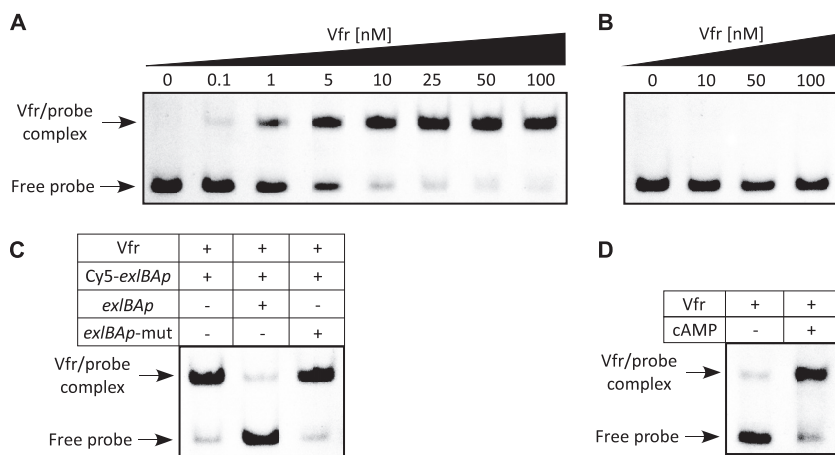 A
Vfr [nM]
0 0.1 1 5 10 25 50 100
Vfr/probe
complex
Free probe
B
Vfr [nM]
0 10 50 100
C
Vfr + + +
Cy5-exlBAp + + +
exlBAp - + -
exlBAp-mut - - +
Vfr/probe
complex
Free probe
D
Vfr + +
cAMP - +
Vfr/probe
complex
Free probe